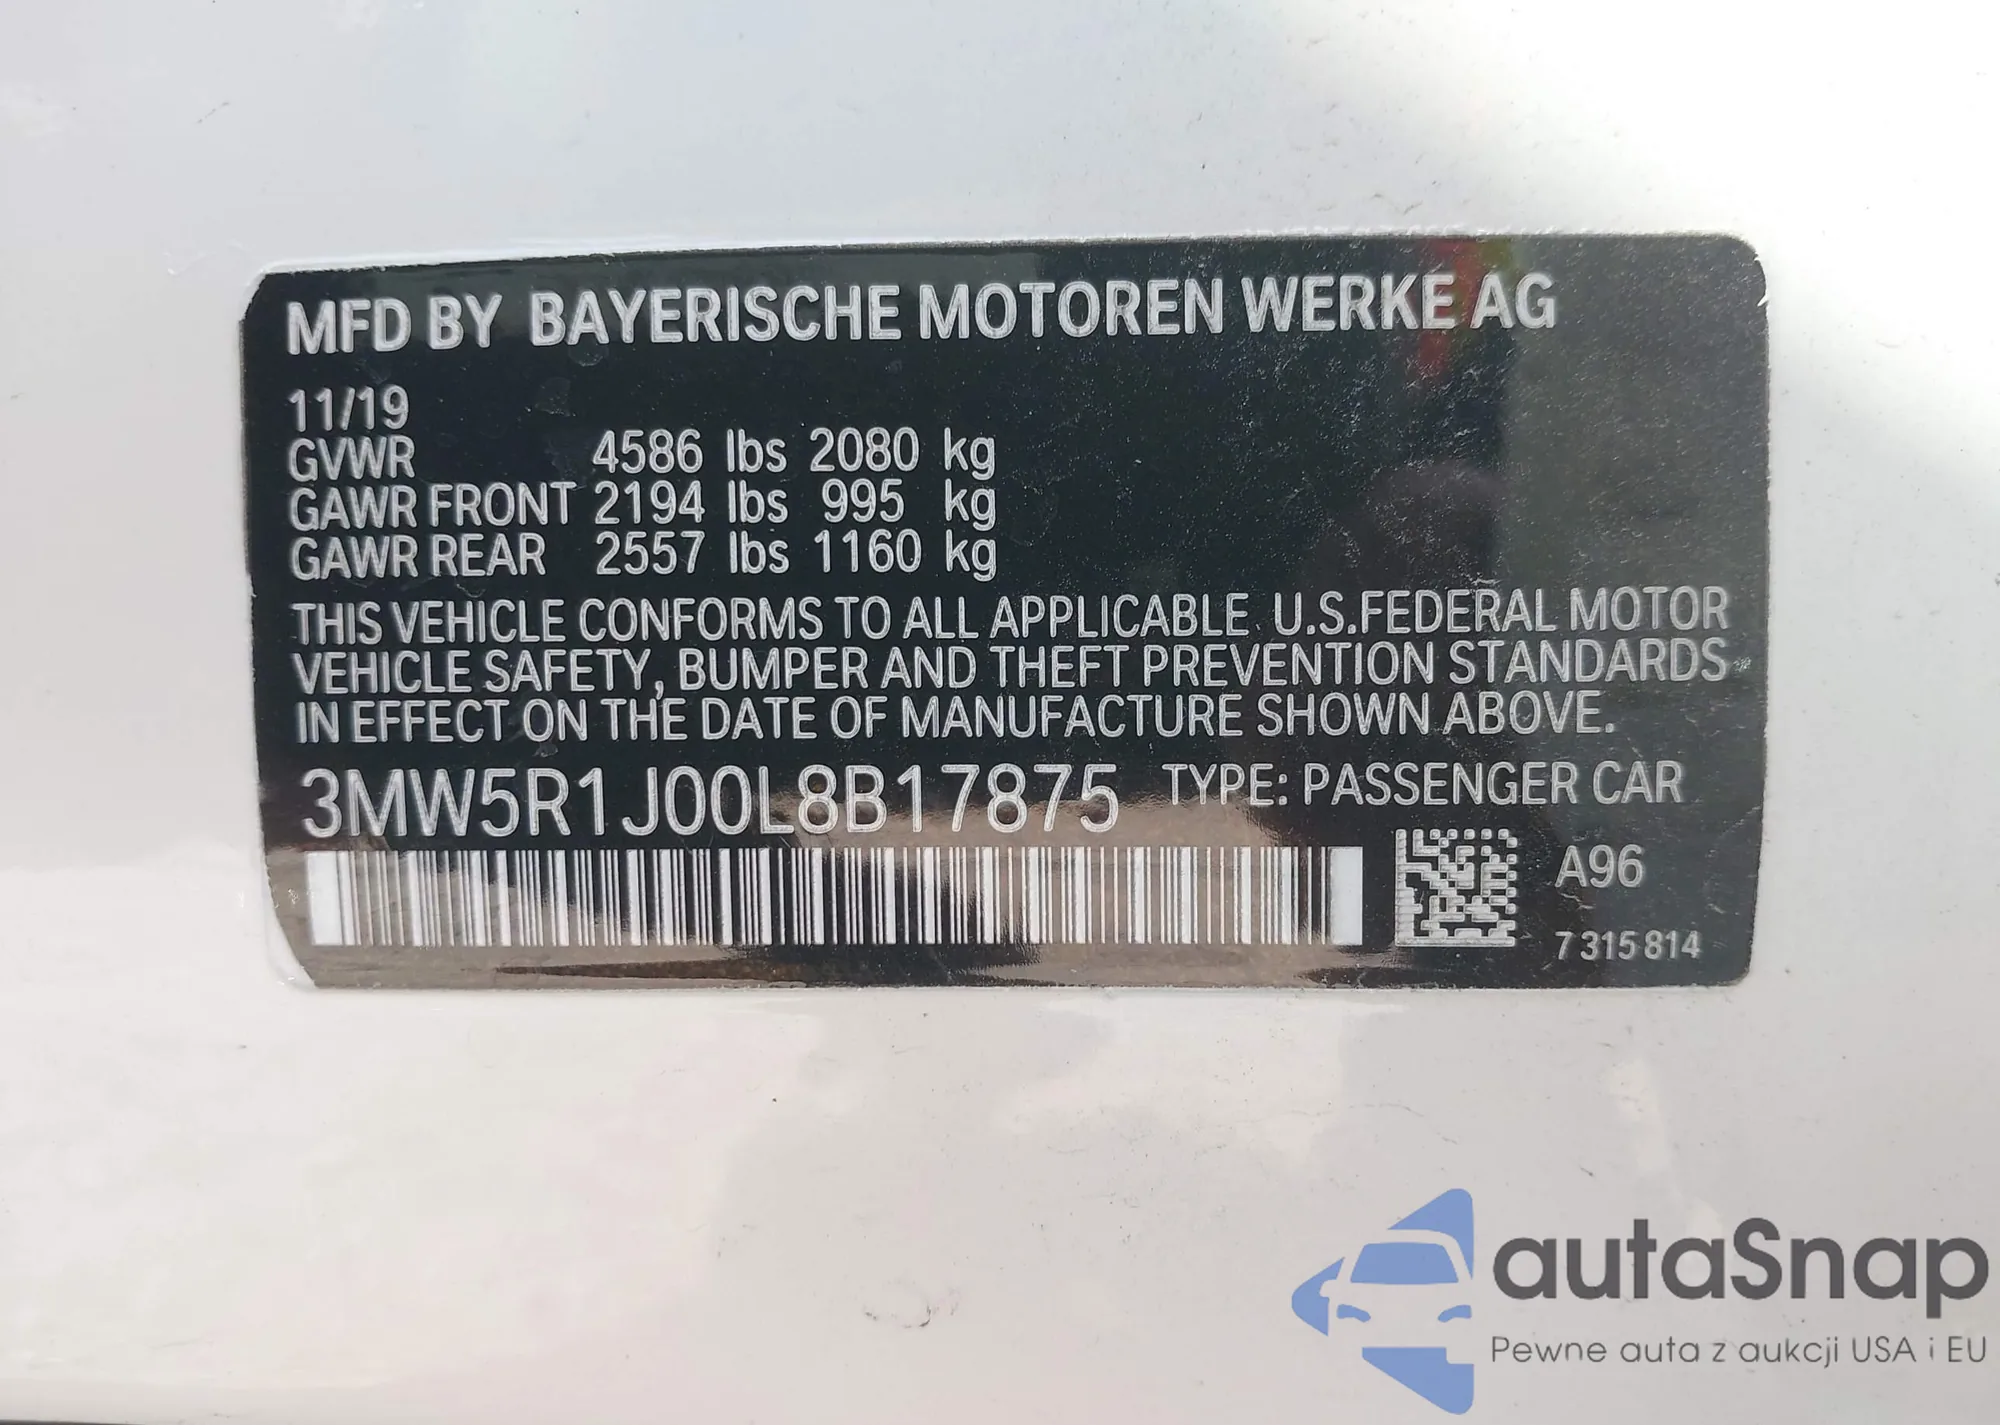 MFD BY BAYERISCHE MOTOREN WERKE AG
11/19
GVWR 4586 lbs 2080 kg
GAWR FRONT 2194 lbs 995 kg
GAWR REAR 2557 lbs 1160 kg
THIS VEHICLE CONFORMS TO ALL APPLICABLE U.S.FEDERAL MOTOR
VEHICLE SAFETY, BUMPER AND THEFT PREVENTION STANDARDS
IN EFFECT ON THE DATE OF MANUFACTURE SHOWN ABOVE.
3MW5R1J00L8B17875 TYPE: PASSENGER CAR
A96
7 315 814
autaSnap
Pewne auta z aukcji USA i EU